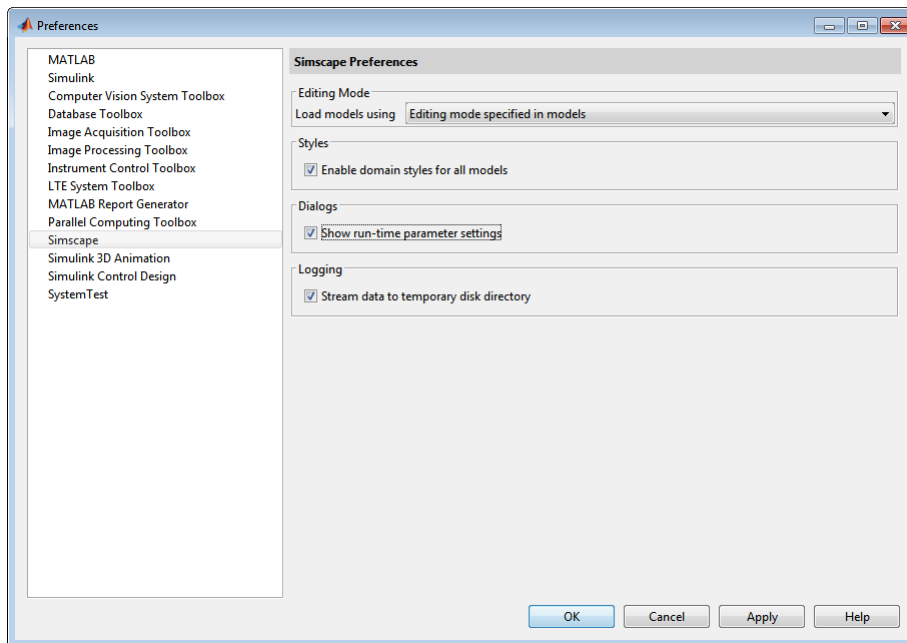 Preferences
MATLAB
Simulink
Computer Vision System Toolbox
Database Toolbox
Image Acquisition Toolbox
Image Processing Toolbox
Instrument Control Toolbox
LTE System Toolbox
MATLAB Report Generator
Parallel Computing Toolbox
Simscape
Simulink 3D Animation
Simulink Control Design
SystemTest
Simscape Preferences
Editing Mode
Load models using Editing mode specified in models
Styles
Enable domain styles for all models
Dialogs
Show run-time parameter settings
Logging
Stream data to temporary disk directory
OK Cancel Apply Help